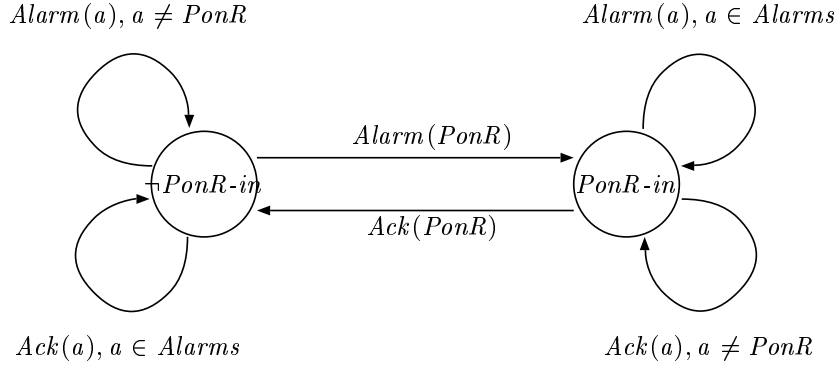 Alarm(a), a ≠ PonR
Alarm(a), a ∈ Alarms
Alarm(PonR)
¬PonR-in
PonR-in
Ack(PonR)
Ack(a), a ∈ Alarms
Ack(a), a ≠ PonR